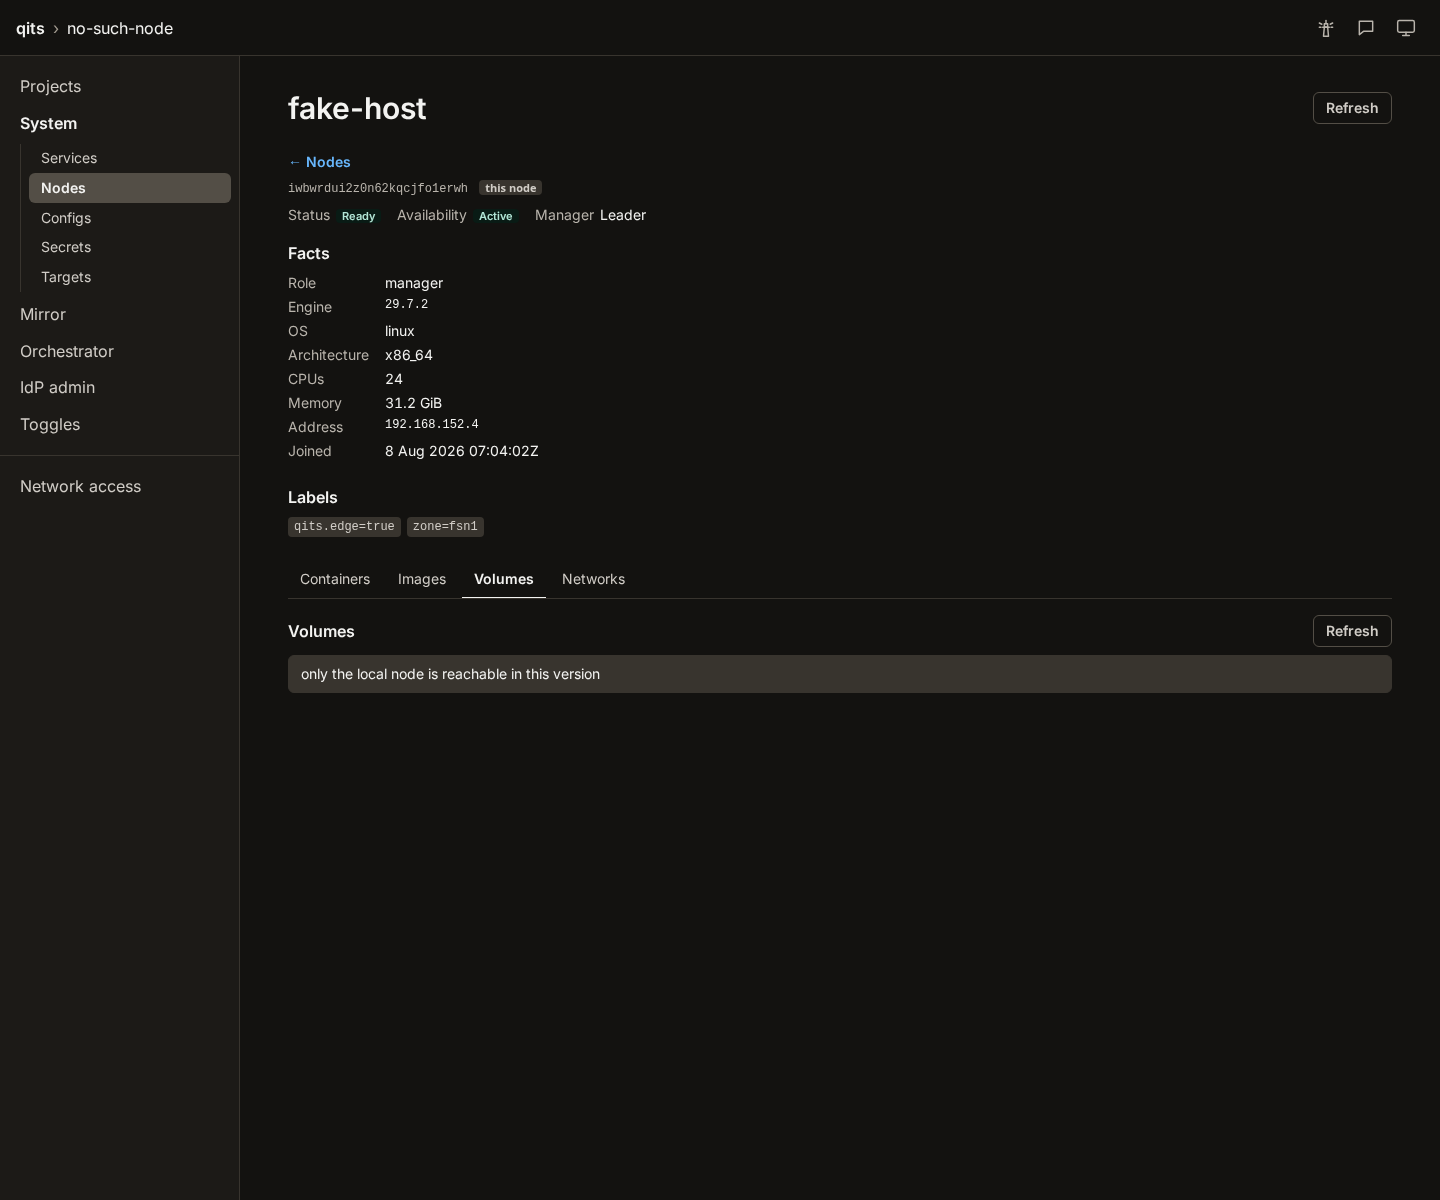 qits › no-such-node
Projects
System
Services
Nodes
Configs
Secrets
Targets
Mirror
Orchestrator
IdP admin
Toggles
Network access
fake-host
Refresh
← Nodes
iwbwrdui2z0n62kqcjfo1erwh this node
Status Ready Availability Active Manager Leader
Facts
Role manager
Engine 29.7.2
OS linux
Architecture x86_64
CPUs 24
Memory 31.2 GiB
Address 192.168.152.4
Joined 8 Aug 2026 07:04:02Z
Labels
qits.edge=true zone=fsn1
Containers Images Volumes Networks
Volumes Refresh
only the local node is reachable in this version